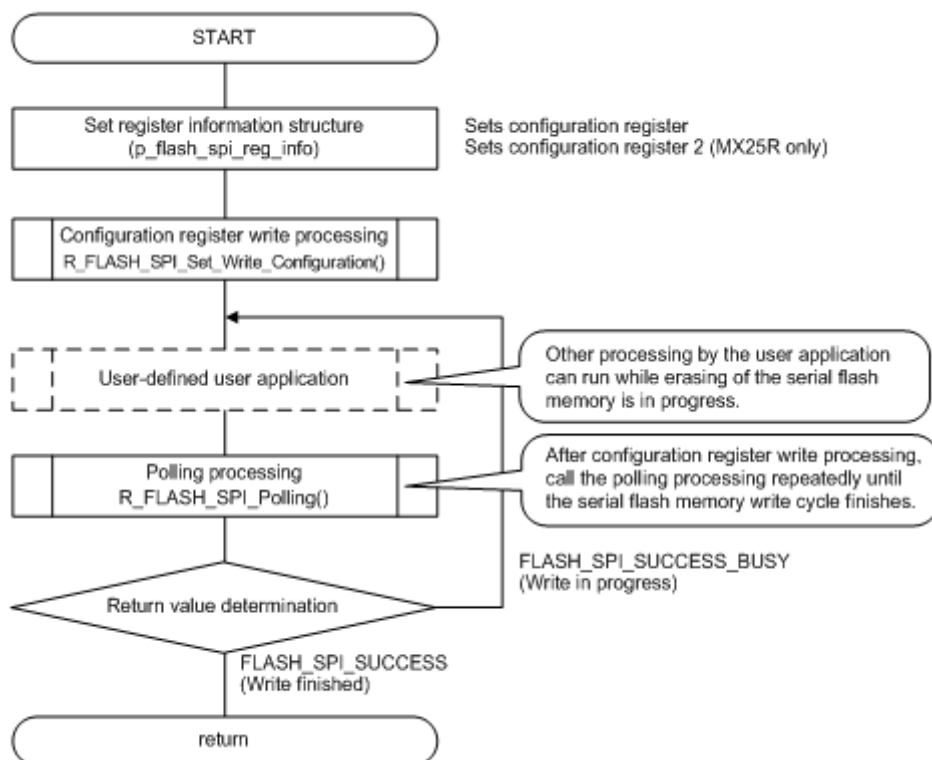 START
Set register information structure
(p_flash_spi_reg_info)
Sets configuration register
Sets configuration register 2 (MX25R only)
Configuration register write processing
R_FLASH_SPI_Set_Write_Configuration()
User-defined user application
Other processing by the user application
can run while erasing of the serial flash
memory is in progress.
Polling processing
R_FLASH_SPI_Polling()
After configuration register write processing,
call the polling processing repeatedly until
the serial flash memory write cycle finishes.
FLASH_SPI_SUCCESS_BUSY
(Write in progress)
Return value determination
FLASH_SPI_SUCCESS
(Write finished)
return